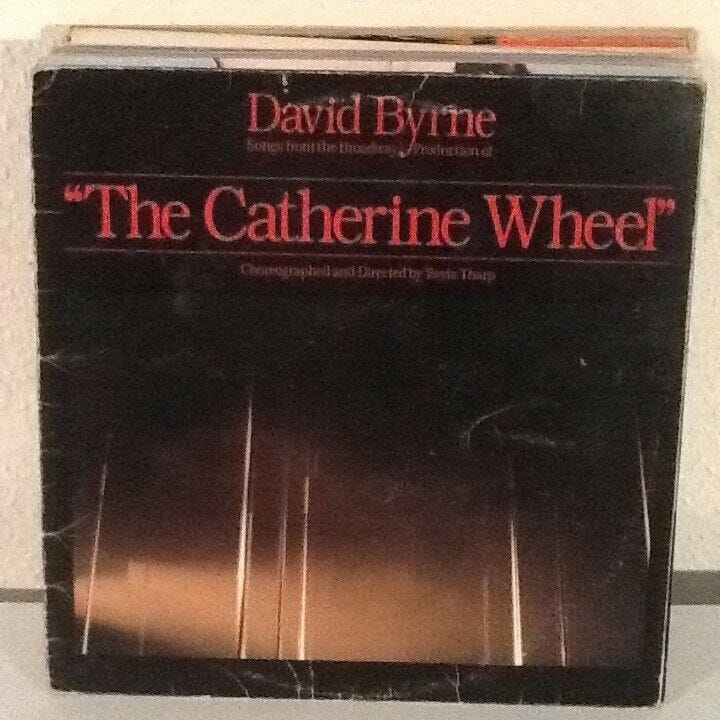 David Byrne
Songs from the Broadway Production of
“The Catherine Wheel”
Choreographed and Directed by Twyla Tharp